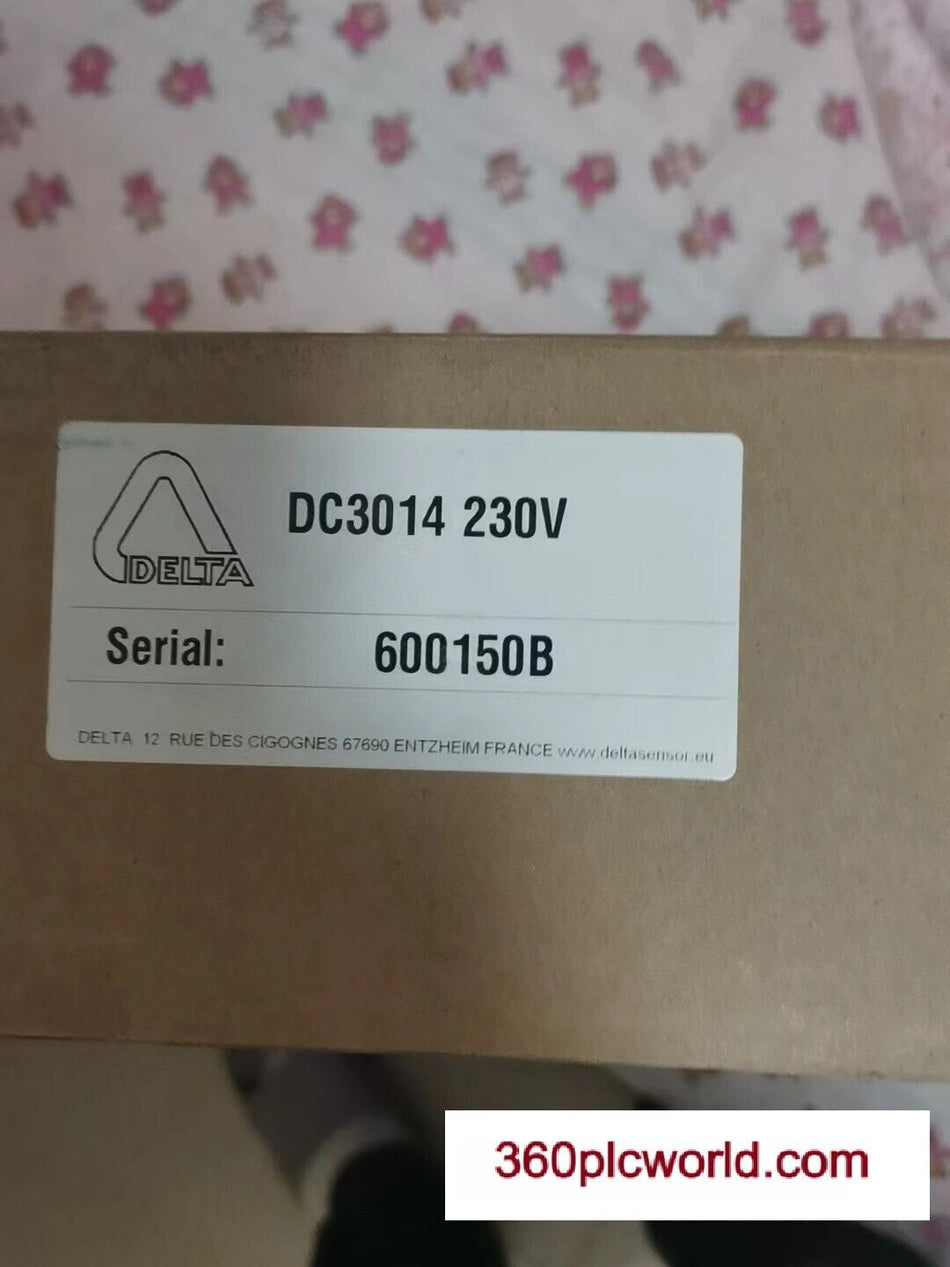 DC3014 230V
DELTA
Serial: 600150B
DELTA 12 RUE DES CIGOGNES 67690 ENTZHEIM FRANCE www.deltasensor.eu
360plcworld.com